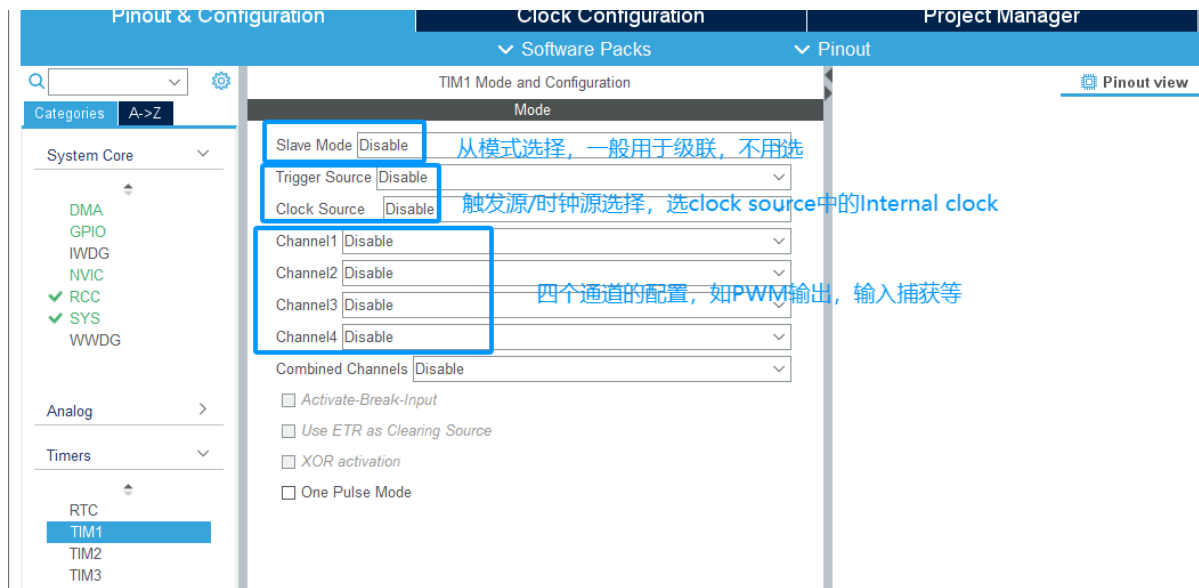 Pinout & Configuration
Clock Configuration
Project Manager
Software Packs
Pinout
TIM1 Mode and Configuration
Pinout view
Categories
A->Z
Mode
System Core
Slave Mode Disable
从模式选择，一般用于级联，不用选
Trigger Source Disable
DMA
Clock Source Disable
触发源/时钟源选择，选clock source中的Internal clock
GPIO
IWDG
Channel1 Disable
NVIC
Channel2 Disable
RCC
四个通道的配置，如PWM输出，输入捕获等
Channel3 Disable
SYS
WWDG
Channel4 Disable
Combined Channels Disable
Activate-Break-Input
Analog
Use ETR as Clearing Source
Timers
XOR activation
One Pulse Mode
RTC
TIM1
TIM2
TIM3